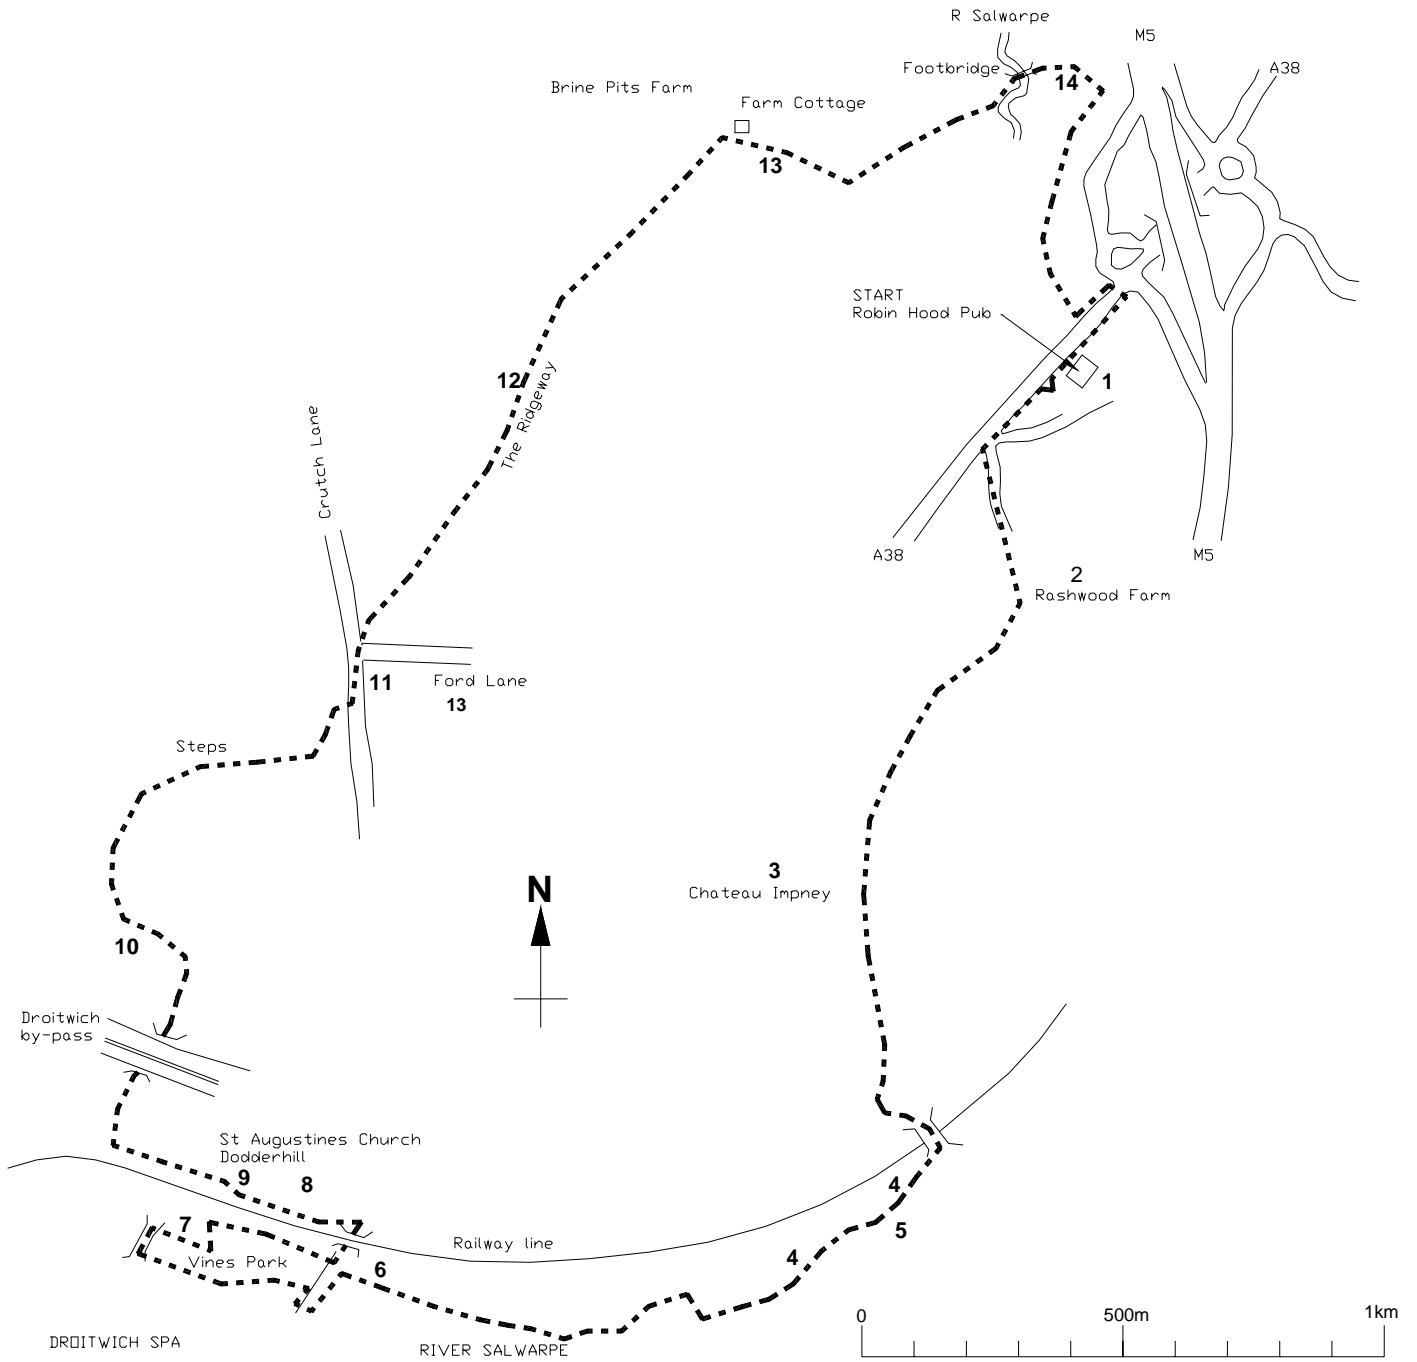 R Salwarpe
M5
Footbridge
A38
14
Brine Pits Farm
Farm Cottage
13
START
Robin Hood Pub
1
12
The Ridgeway
Crutch Lane
A38
M5
2
Rashwood Farm
11
Ford Lane
13
Steps
3
Chateau Impney
N
10
Droitwich
by-pass
St Augustines Church
Dodderhill
9
8
4
5
7
Railway line
Vines Park
6
4
0
500m
1km
DROITWICH SPA
RIVER SALWARPE